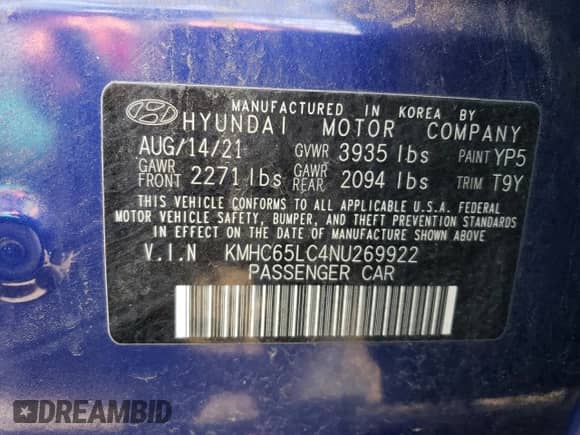 MANUFACTURED IN KOREA BY
HYUNDAI MOTOR COMPANY
AUG/14/21 GVWR 3935 lbs PAINT YP5
GAWR FRONT 2271 lbs GAWR REAR 2094 lbs TRIM T9Y
THIS VEHICLE CONFORMS TO ALL APPLICABLE U.S.A. FEDERAL
MOTOR VEHICLE SAFETY, BUMPER, AND THEFT PREVENTION STANDARDS
IN EFFECT ON THE DATE OF MANUFACTURE SHOWN ABOVE.
V.I.N KMHC65LC4NU269922
PASSENGER CAR
DREAMBID